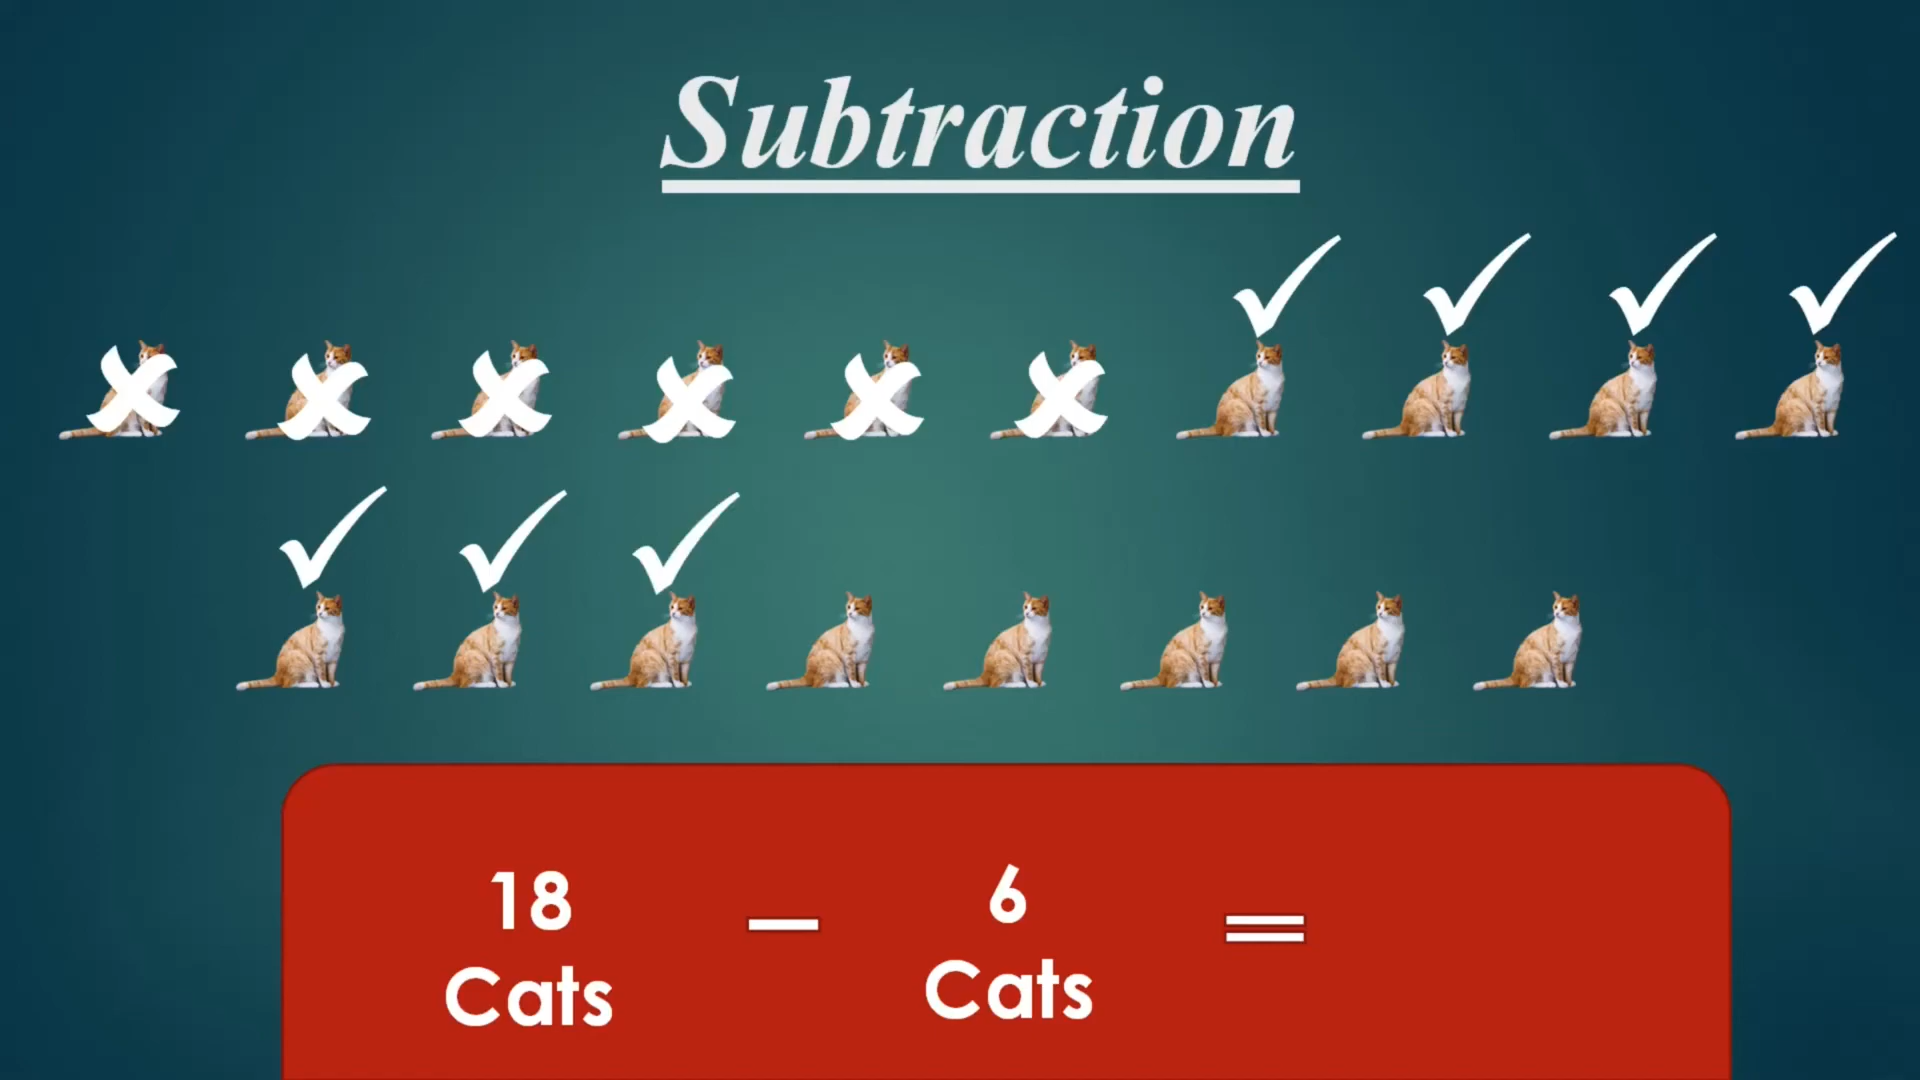 Subtraction
18 — 6 =
Cats Cats